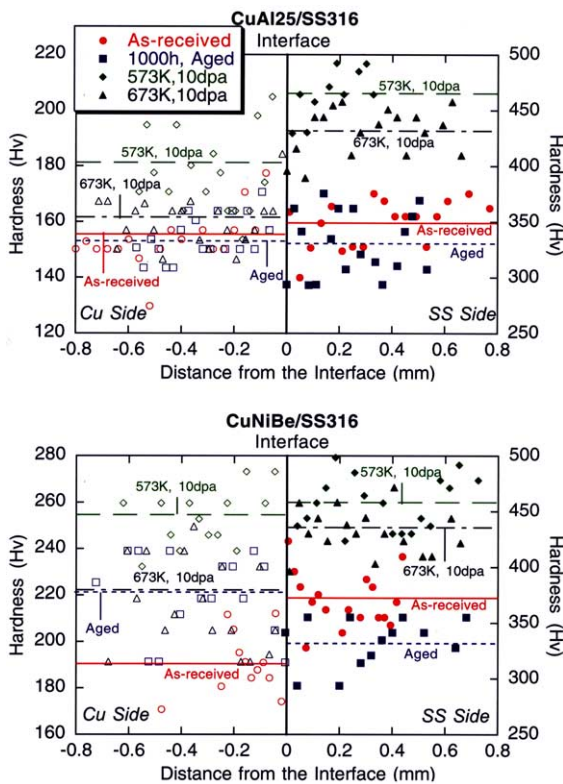 CuAl25/SS316
Interface
As-received
1000h, Aged
573K,10dpa
673K,10dpa
220
200
180
160
140
120
500
450
400
350
300
250
Hardness (Hv)
Hardness (Hv)
573K, 10dpa
573K, 10dpa
673K, 10dpa
673K, 10dpa
As-received
As-received
Aged
Aged
Cu Side
SS Side
-0.8 -0.6 -0.4 -0.2 0 0.2 0.4 0.6 0.8
Distance from the Interface (mm)
CuNiBe/SS316
Interface
280
260
240
220
200
180
160
500
450
400
350
300
250
Hardness (Hv)
Hardness (Hv)
573K, 10dpa
573K, 10dpa
673K, 10dpa
673K, 10dpa
Aged
As-received
As-received
Aged
Cu Side
SS Side
-0.8 -0.6 -0.4 -0.2 0 0.2 0.4 0.6 0.8
Distance from the Interface (mm)